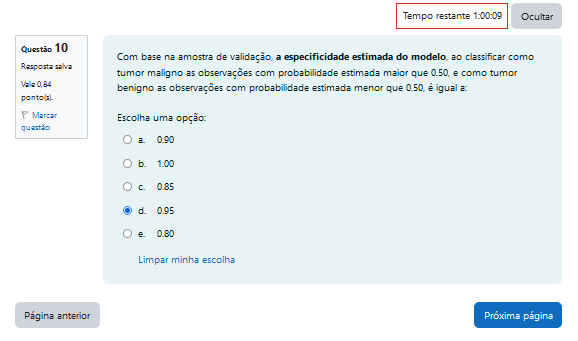 Tempo restante 1:00:09
Ocultar
Questão 10
Resposta salva
Vale 0,84
ponto(s).
Marcar
questão
Com base na amostra de validação, a especificidade estimada do modelo, ao classificar como
tumor maligno as observações com probabilidade estimada maior que 0.50, e como tumor
benigno as observações com probabilidade estimada menor que 0.50, é igual a:
Escolha uma opção:
a. 0.90
b. 1.00
c. 0.85
d. 0.95
e. 0.80
Limpar minha escolha
Página anterior
Próxima página